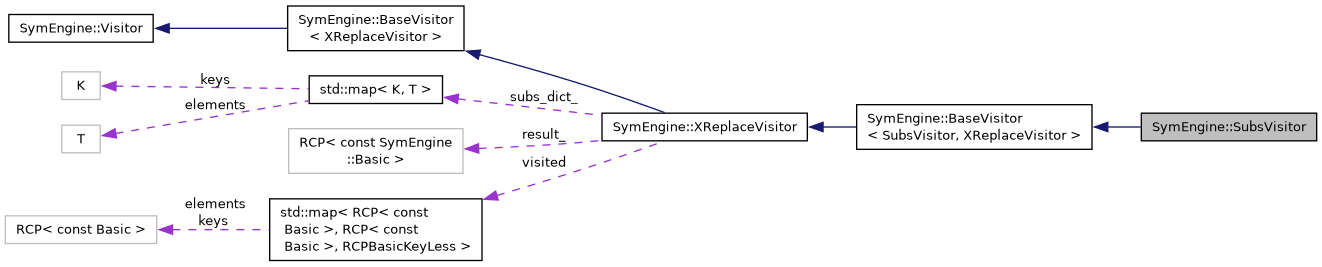 SymEngine::Visitor
SymEngine::BaseVisitor
< XReplaceVisitor >
K
keys
std::map< K, T >
elements
T
subs_dict_
RCP< const SymEngine
::Basic >
result_
visited
SymEngine::XReplaceVisitor
SymEngine::BaseVisitor
< SubsVisitor, XReplaceVisitor >
SymEngine::SubsVisitor
RCP< const Basic >
elements
keys
std::map< RCP< const
Basic >, RCP< const
Basic >, RCPBasicKeyLess >